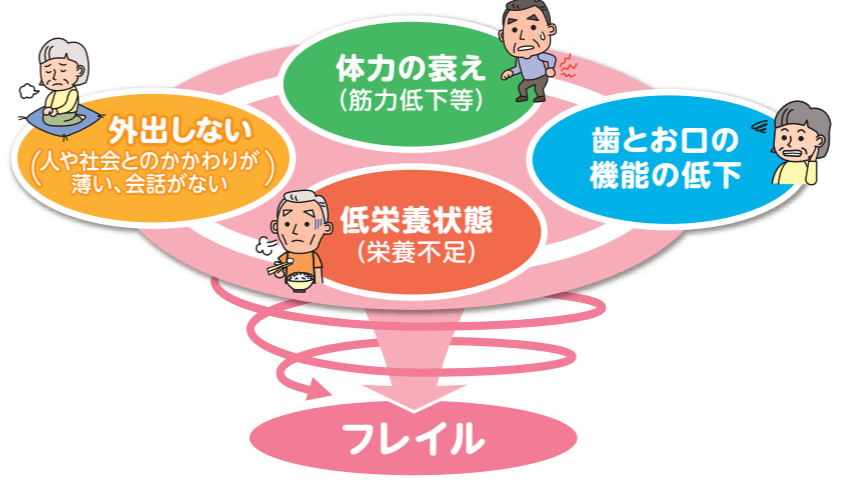 体力の衰え
(筋力低下等)
外出しない
(人や社会とのかかわりが
薄い、会話がない)
歯とお口の
機能の低下
低栄養状態
(栄養不足)
フレイル